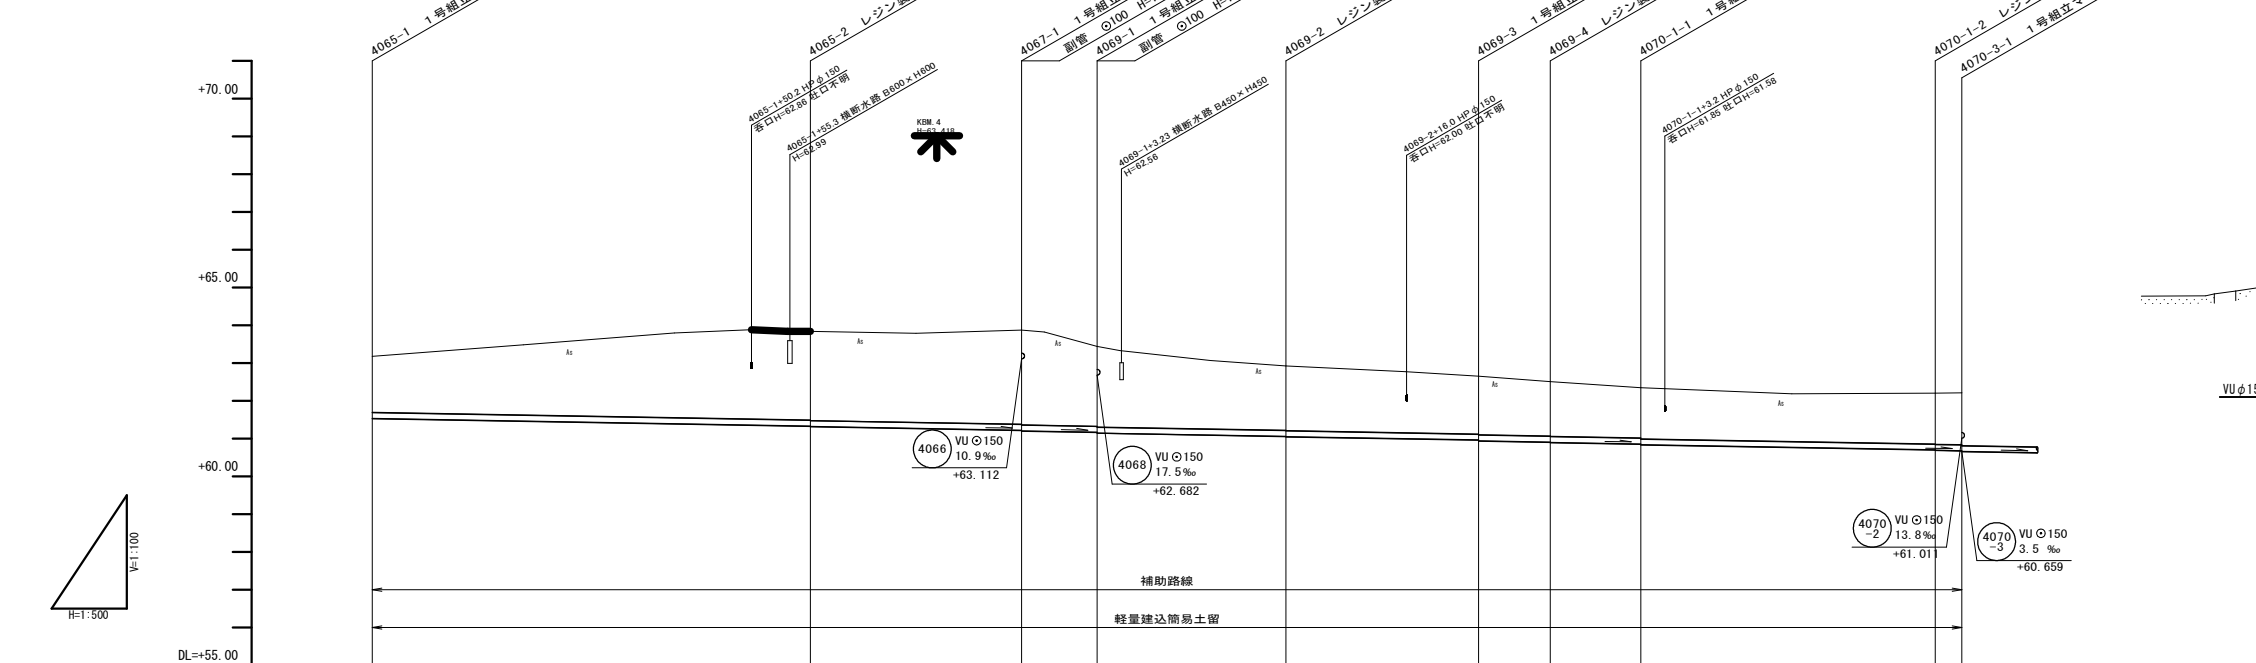 4065-1 １号組立
4065-2 レジン
4067-1 １号組立
副管 ⊙100 H=
4069-1 １号組
副管 ⊙100 H=
4069-2 レジン
4069-3 １号組
4069-4 レジン
4070-1-1 １号
4070-1-2 レジン
4070-3-1 １号組立マ
4065-1+50.2 HPφ150
呑口H=62.86 吐口不明
4065-1+55.3 横断水路 B600×H600
H=62.99
KBM.4
H=63.418
4069-1+3.23 横断水路 B450×H450
H=62.56
4069-2+16.0 HPφ150
呑口H=62.00 吐口不明
4070-1-1+3.2 HPφ150
呑口H=61.85 吐口H=61.58
+70.00
+65.00
+60.00
DL=+55.00
As
As
As
As
As
As
4066 VU⊙150
10.9‰
+63.112
4068 VU⊙150
17.5‰
+62.682
4070-2 VU⊙150
13.8‰
+61.011
4070-3 VU⊙150
3.5 ‰
+60.659
VUφ15
V=1:100
H=1:500
補助路線
軽量建込簡易土留